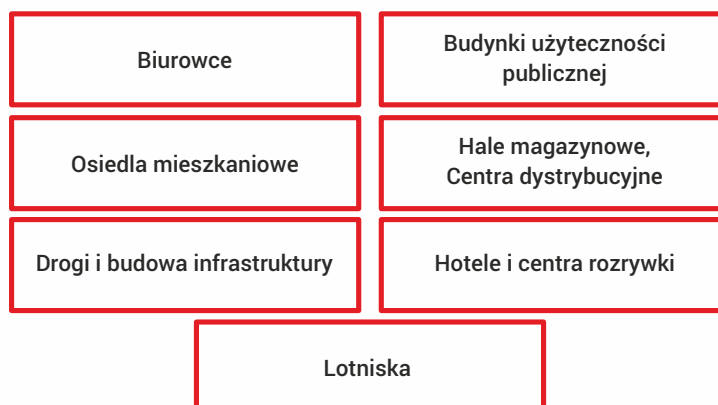 Biurowce
Budynki użyteczności
publicznej
Osiedla mieszkaniowe
Hale magazynowe,
Centra dystrybucyjne
Drogi i budowa infrastruktury
Hotele i centra rozrywki
Lotniska